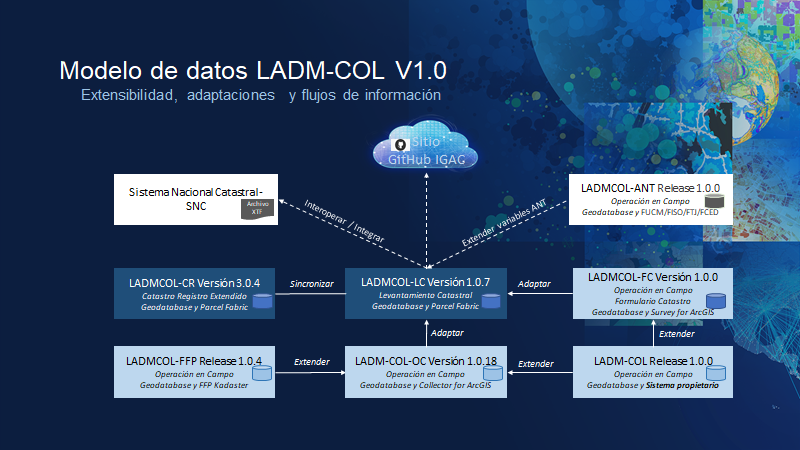 Modelo de datos LADM-COL V1.0
Extensibilidad, adaptaciones y flujos de información
Sitio
GitHub IGAG
Sistema Nacional Catastral-
SNC
Archivo
XTF
Interoperar / Integrar
Extender variables ANT
LADMCOL-ANT Release 1.0.0
Operación en Campo
Geodatabase y FUCM/FISO/FTJ/FCED
LADMCOL-CR Versión 3.0.4
Catastro Registro Extendido
Geodatabase y Parcel Fabric
Sincronizar
LADMCOL-LC Versión 1.0.7
Levantamiento Catastral
Geodatabase y Parcel Fabric
Adaptar
LADMCOL-FC Versión 1.0.0
Operación en Campo
Formulario Catastro
Geodatabase y Survey for ArcGIS
Adaptar
Extender
LADMCOL-FFP Release 1.0.4
Operación en Campo
Geodatabase y FFP Kadaster
Extender
LADM-COL-OC Versión 1.0.18
Operación en Campo
Geodatabase y Collector for ArcGIS
Extender
LADM-COL Release 1.0.0
Operación en Campo
Geodatabase y Sistema propietario